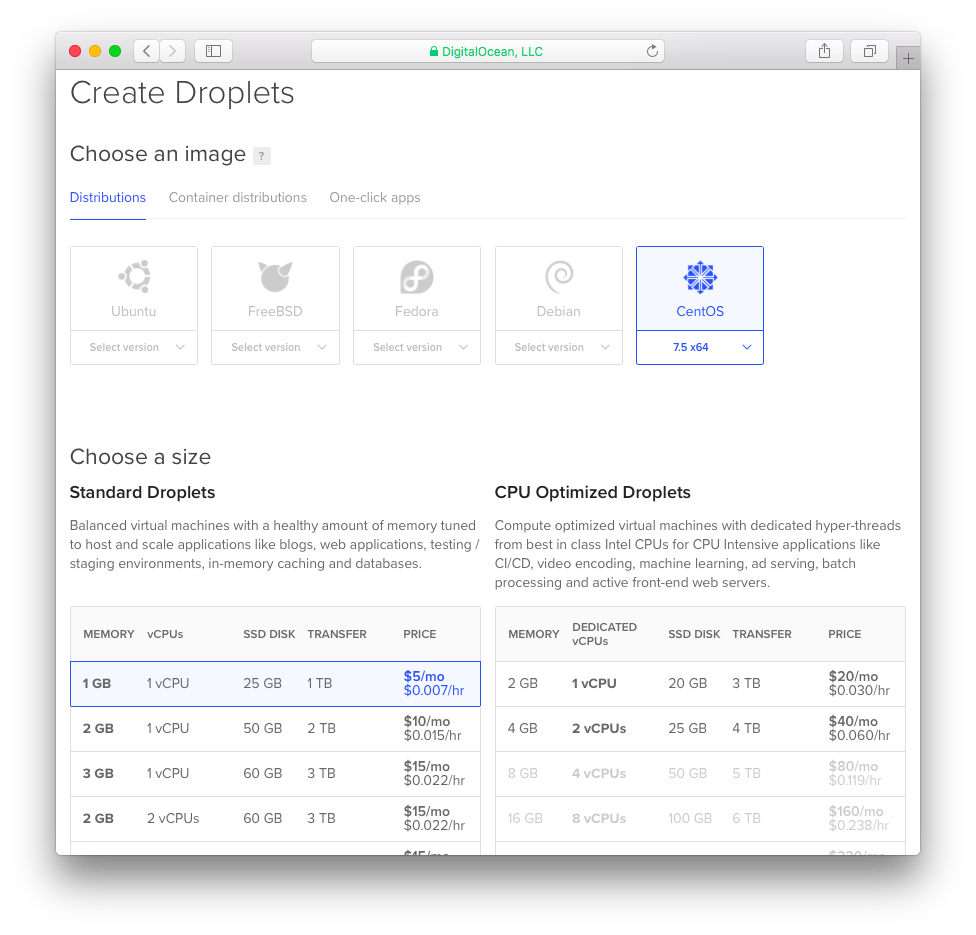 DigitalOcean, LLC
Create Droplets
Choose an image ?
Distributions Container distributions One-click apps
Ubuntu FreeBSD Fedora Debian CentOS
Select version Select version Select version Select version 7.5 x64
Choose a size
Standard Droplets
Balanced virtual machines with a healthy amount of memory tuned
to host and scale applications like blogs, web applications, testing /
staging environments, in-memory caching and databases.
MEMORY vCPUs SSD DISK TRANSFER PRICE
1 GB 1 vCPU 25 GB 1 TB $5/mo
$0.007/hr
2 GB 1 vCPU 50 GB 2 TB $10/mo
$0.015/hr
3 GB 1 vCPU 60 GB 3 TB $15/mo
$0.022/hr
2 GB 2 vCPUs 60 GB 3 TB $15/mo
$0.022/hr
CPU Optimized Droplets
Compute optimized virtual machines with dedicated hyper-threads
from best in class Intel CPUs for CPU Intensive applications like
CI/CD, video encoding, machine learning, ad serving, batch
processing and active front-end web servers.
MEMORY DEDICATED vCPUs SSD DISK TRANSFER PRICE
2 GB 1 vCPU 20 GB 3 TB $20/mo
$0.030/hr
4 GB 2 vCPUs 25 GB 4 TB $40/mo
$0.060/hr
8 GB 4 vCPUs 50 GB 5 TB $80/mo
$0.119/hr
16 GB 8 vCPUs 100 GB 6 TB $160/mo
$0.238/hr